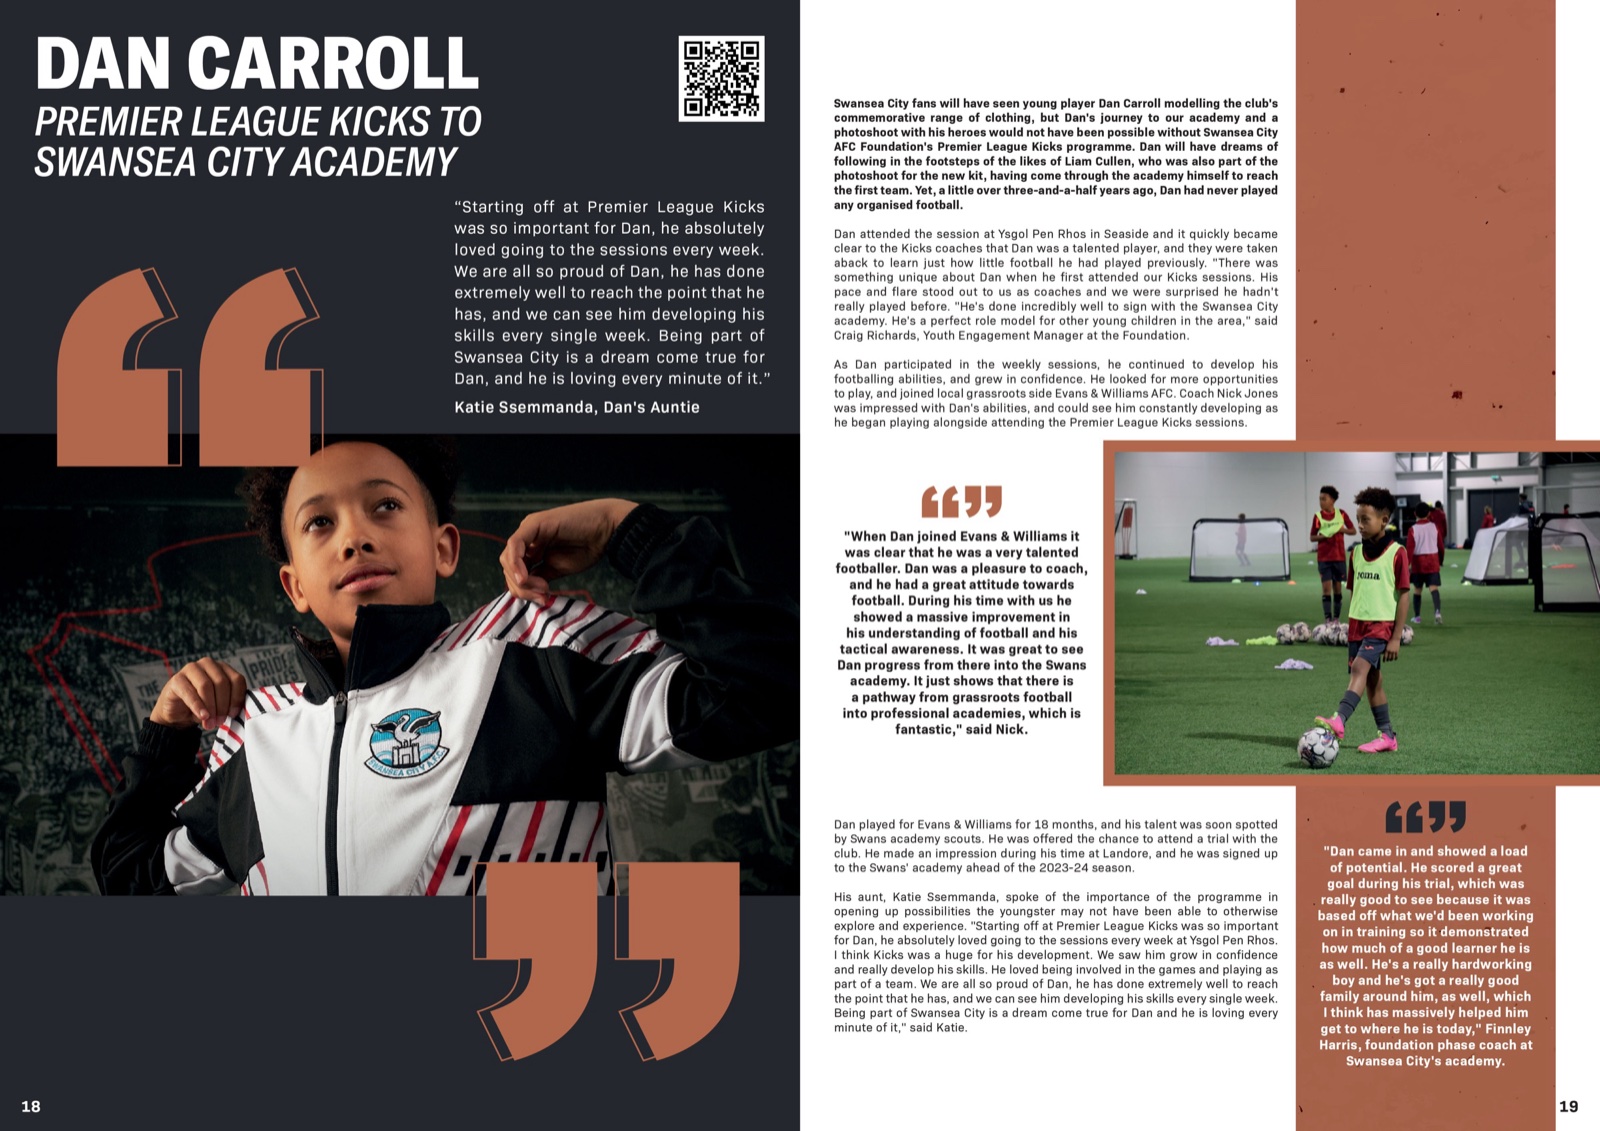 DAN CARROLL
PREMIER LEAGUE KICKS TO
SWANSEA CITY ACADEMY
“Starting off at Premier League Kicks
was so important for Dan, he absolutely
loved going to the sessions every week.
We are all so proud of Dan, he has done
extremely well to reach the point that he
has, and we can see him developing his
skills every single week. Being part of
Swansea City is a dream come true for
Dan, and he is loving every minute of it.”
Katie Ssemmanda, Dan's Auntie
THE
PRIDE
THE
SWANSEA CITY A.F.C.
18
Swansea City fans will have seen young player Dan Carroll modelling the club's
commemorative range of clothing, but Dan's journey to our academy and a
photoshoot with his heroes would not have been possible without Swansea City
AFC Foundation's Premier League Kicks programme. Dan will have dreams of
following in the footsteps of the likes of Liam Cullen, who was also part of the
photoshoot for the new kit, having come through the academy himself to reach
the first team. Yet, a little over three-and-a-half years ago, Dan had never played
any organised football.
Dan attended the session at Ysgol Pen Rhos in Seaside and it quickly became
clear to the Kicks coaches that Dan was a talented player, and they were taken
aback to learn just how little football he had played previously. "There was
something unique about Dan when he first attended our Kicks sessions. His
pace and flare stood out to us as coaches and we were surprised he hadn't
really played before. "He's done incredibly well to sign with the Swansea City
academy. He's a perfect role model for other young children in the area," said
Craig Richards, Youth Engagement Manager at the Foundation.
As Dan participated in the weekly sessions, he continued to develop his
footballing abilities, and grew in confidence. He looked for more opportunities
to play, and joined local grassroots side Evans & Williams AFC. Coach Nick Jones
was impressed with Dan's abilities, and could see him constantly developing as
he began playing alongside attending the Premier League Kicks sessions.
"When Dan joined Evans & Williams it
was clear that he was a very talented
footballer. Dan was a pleasure to coach,
and he had a great attitude towards
football. During his time with us he
showed a massive improvement in
his understanding of football and his
tactical awareness. It was great to see
Dan progress from there into the Swans
academy. It just shows that there is
a pathway from grassroots football
into professional academies, which is
fantastic," said Nick.
Joma
Dan played for Evans & Williams for 18 months, and his talent was soon spotted
by Swans academy scouts. He was offered the chance to attend a trial with the
club. He made an impression during his time at Landore, and he was signed up
to the Swans' academy ahead of the 2023-24 season.
His aunt, Katie Ssemmanda, spoke of the importance of the programme in
opening up possibilities the youngster may not have been able to otherwise
explore and experience. "Starting off at Premier League Kicks was so important
for Dan, he absolutely loved going to the sessions every week at Ysgol Pen Rhos.
I think Kicks was a huge for his development. We saw him grow in confidence
and really develop his skills. He loved being involved in the games and playing as
part of a team. We are all so proud of Dan, he has done extremely well to reach
the point that he has, and we can see him developing his skills every single week.
Being part of Swansea City is a dream come true for Dan and he is loving every
minute of it," said Katie.
"Dan came in and showed a load
of potential. He scored a great
goal during his trial, which was
really good to see because it was
based off what we'd been working
on in training so it demonstrated
how much of a good learner he is
as well. He's a really hardworking
boy and he's got a really good
family around him, as well, which
I think has massively helped him
get to where he is today," Finnley
Harris, foundation phase coach at
Swansea City's academy.
19